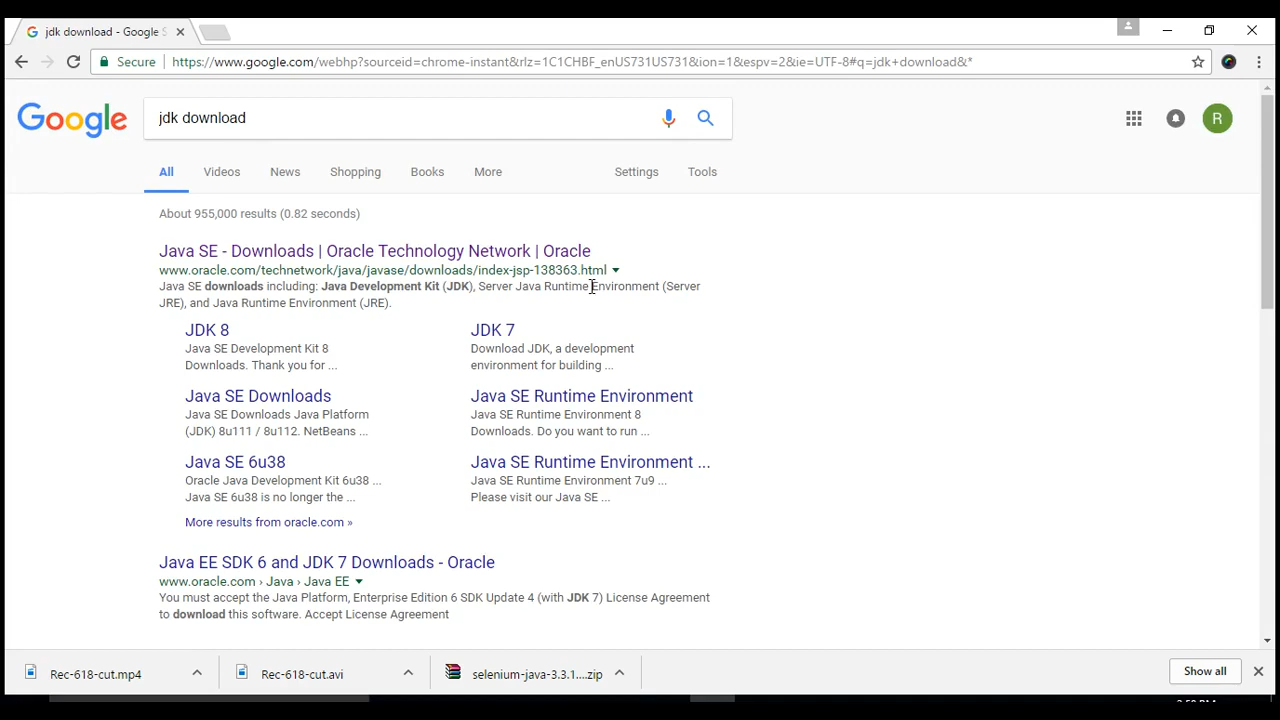 jdk download - Google S
Secure https://www.google.com/webhp?sourceid=chrome-instant&rlz=1C1CHBF_enUS731US731&ion=1&espv=2&ie=UTF-8#q=jdk+download&*
Google
jdk download
R
All Videos News Shopping Books More Settings Tools
About 955,000 results (0.82 seconds)
Java SE - Downloads | Oracle Technology Network | Oracle
www.oracle.com/technetwork/java/javase/downloads/index-jsp-138363.html
Java SE downloads including: Java Development Kit (JDK), Server Java Runtime Environment (Server
JRE), and Java Runtime Environment (JRE).
JDK 8
Java SE Development Kit 8
Downloads. Thank you for ...
JDK 7
Download JDK, a development
environment for building ...
Java SE Downloads
Java SE Downloads Java Platform
(JDK) 8u111 / 8u112. NetBeans ...
Java SE Runtime Environment
Java SE Runtime Environment 8
Downloads. Do you want to run ...
Java SE 6u38
Oracle Java Development Kit 6u38 ...
Java SE 6u38 is no longer the ...
Java SE Runtime Environment ...
Java SE Runtime Environment 7u9 ...
Please visit our Java SE ...
More results from oracle.com »
Java EE SDK 6 and JDK 7 Downloads - Oracle
www.oracle.com › Java › Java EE
You must accept the Java Platform, Enterprise Edition 6 SDK Update 4 (with JDK 7) License Agreement
to download this software. Accept License Agreement
Rec-618-cut.mp4 Rec-618-cut.avi selenium-java-3.3.1....zip Show all